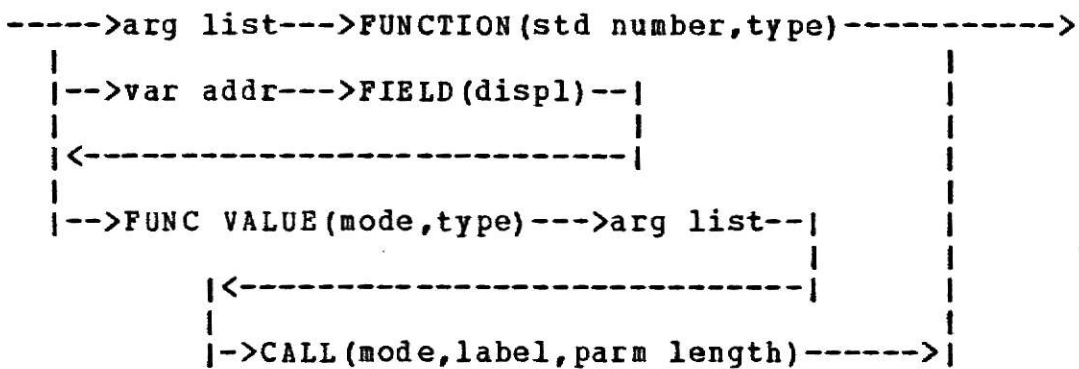 ----->arg list--->FUNCTION(std number,type)----------->
|-->var addr--->FIELD(displ)--|
|<----------------------------|
|-->FUNC VALUE(mode,type)--->arg list--|
|<------------------------------|
|->CALL(mode,label,parm length)------>|